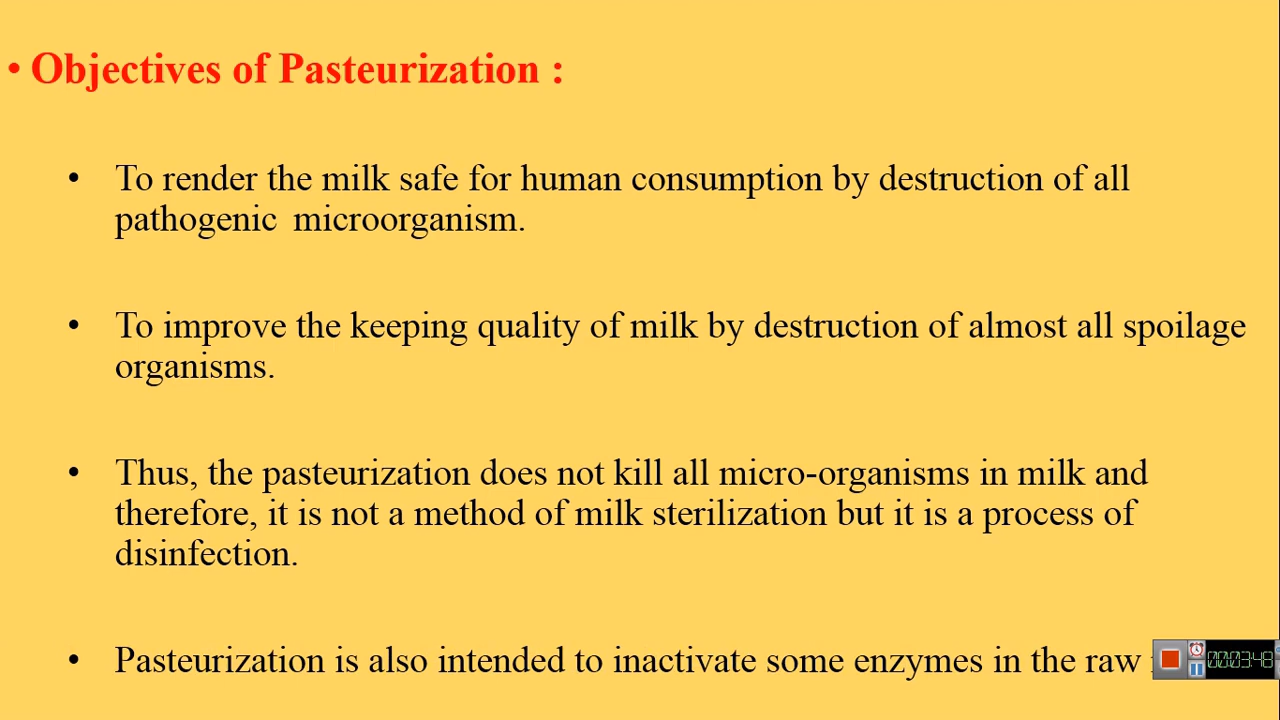 • Objectives of Pasteurization :
• To render the milk safe for human consumption by destruction of all
pathogenic microorganism.
• To improve the keeping quality of milk by destruction of almost all spoilage
organisms.
• Thus, the pasteurization does not kill all micro-organisms in milk and
therefore, it is not a method of milk sterilization but it is a process of
disinfection.
• Pasteurization is also intended to inactivate some enzymes in the raw
00:03:48